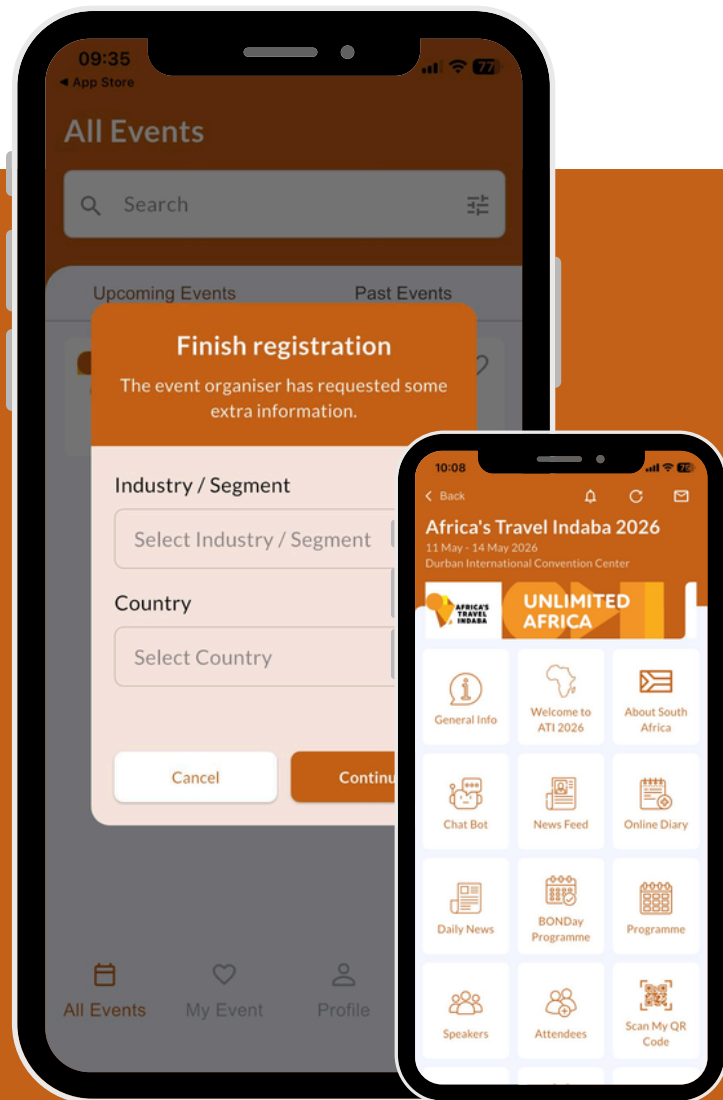 09:35
App Store
77
All Events
Search
Upcoming Events
Past Events
Finish registration
The event organiser has requested some
extra information.
Industry / Segment
Select Industry / Segment
Country
Select Country
Cancel
Continu
All Events
My Event
Profile
10:08
72
Back
Africa's Travel Indaba 2026
11 May - 14 May 2026
Durban International Convention Center
AFRICA'S
TRAVEL
INDABA
UNLIMITED
AFRICA
General Info
Welcome to
ATI 2026
About South
Africa
Chat Bot
News Feed
Online Diary
Daily News
BONDay
Programme
Programme
Speakers
Attendees
Scan My QR
Code